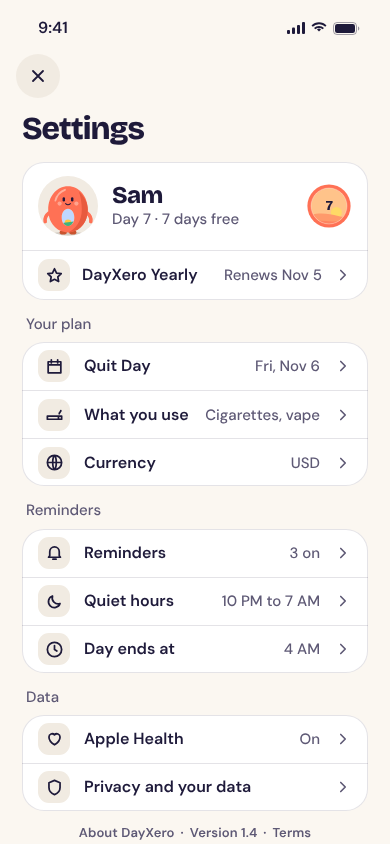 9:41
Settings
Sam
Day 7 · 7 days free
7
DayXero Yearly Renews Nov 5
Your plan
Quit Day Fri, Nov 6
What you use Cigarettes, vape
Currency USD
Reminders
Reminders 3 on
Quiet hours 10 PM to 7 AM
Day ends at 4 AM
Data
Apple Health On
Privacy and your data
About DayXero · Version 1.4 · Terms